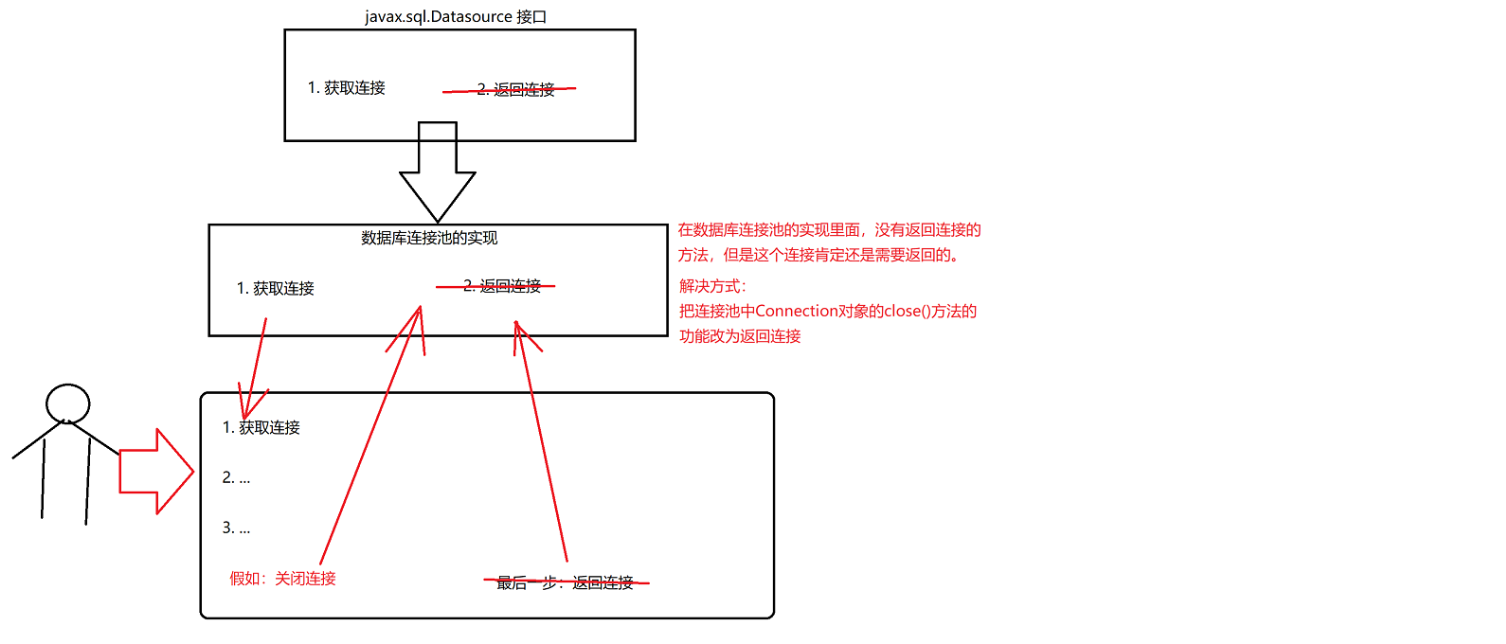 javax.sql.Datasource 接口
1. 获取连接
2. 返回连接
数据库连接池的实现
1. 获取连接
2. 返回连接
在数据库连接池的实现里面，没有返回连接的
方法，但是这个连接肯定还是需要返回的。
解决方式：
把连接池中Connection对象的close()方法的
功能改为返回连接
1. 获取连接
2. ...
3. ...
假如：关闭连接
最后一步：返回连接